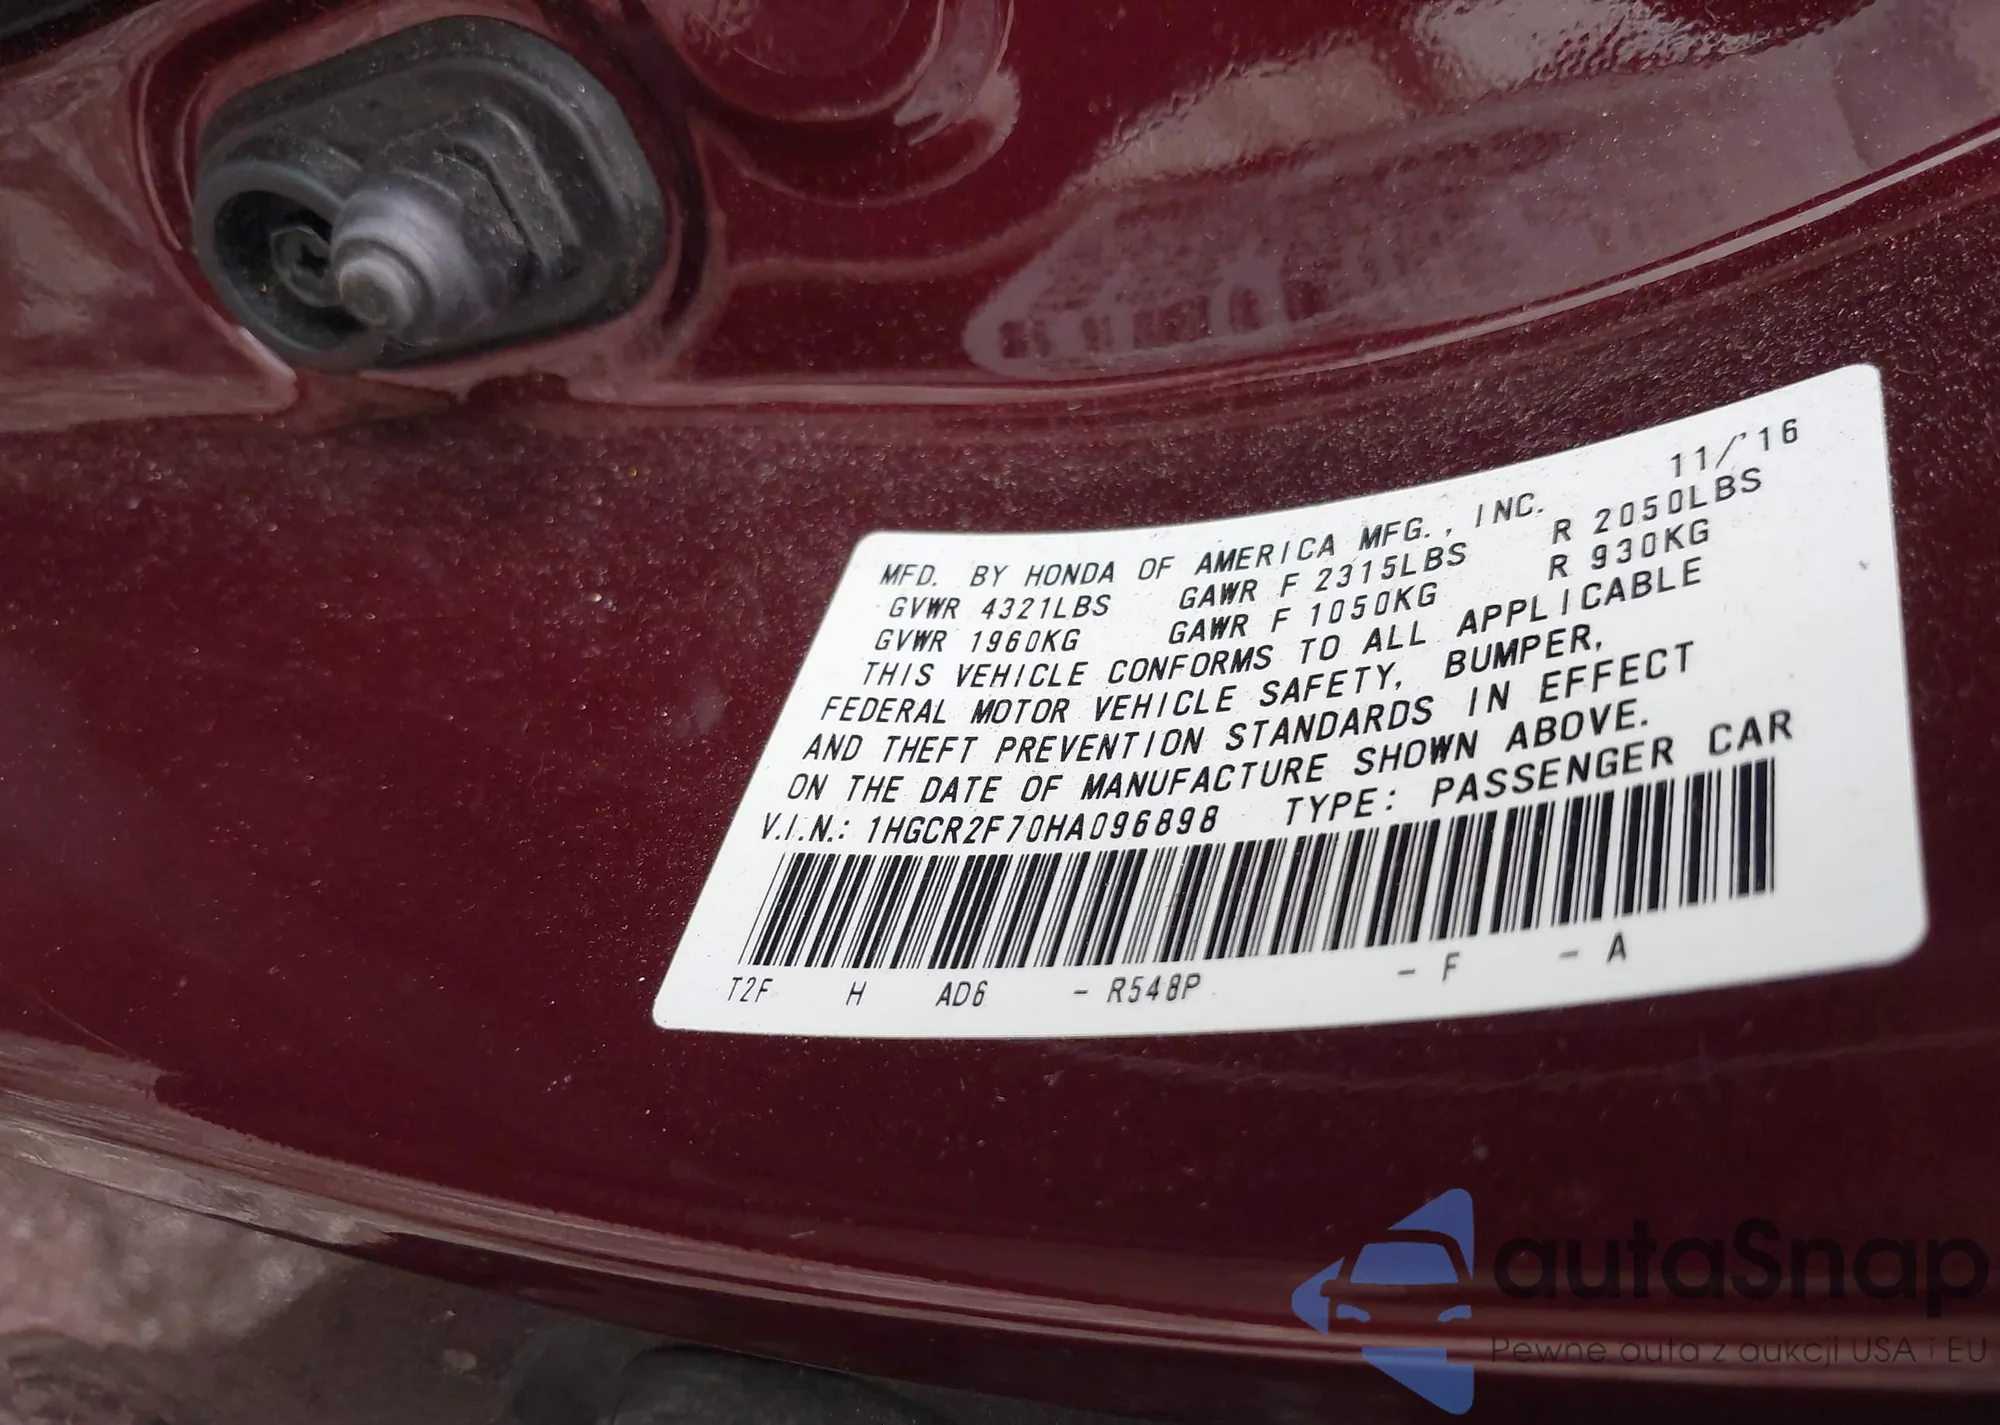 MFD. BY HONDA OF AMERICA MFG., INC. 11/'16
GVWR 4321LBS GAWR F 2315LBS R 2050LBS
GVWR 1960KG GAWR F 1050KG R 930KG
THIS VEHICLE CONFORMS TO ALL APPLICABLE
FEDERAL MOTOR VEHICLE SAFETY, BUMPER,
AND THEFT PREVENTION STANDARDS IN EFFECT
ON THE DATE OF MANUFACTURE SHOWN ABOVE.
V.I.N.: 1HGCR2F70HA096898 TYPE: PASSENGER CAR
T2F H AD6 - R548P - F - A
autaSnap
Pewne auta z aukcji USA i EU